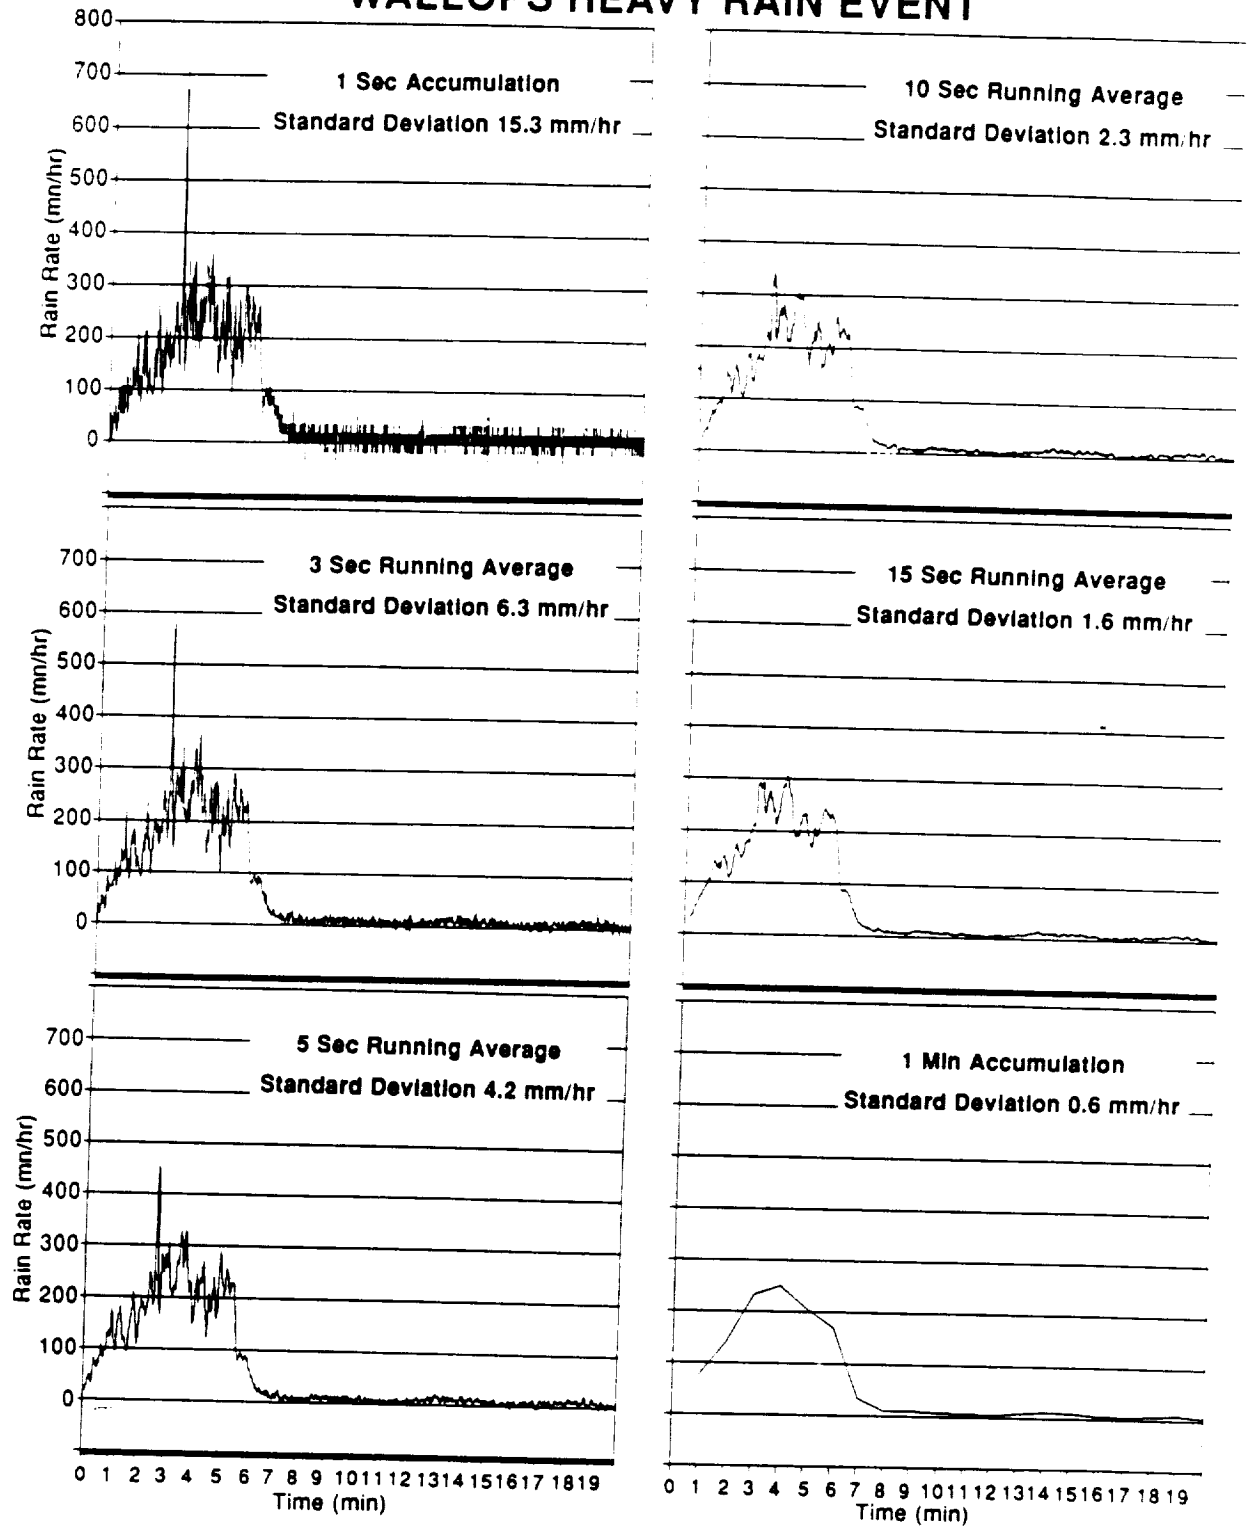 WALLOPS HEAVY RAIN EVENT
800
700
600
500
400
300
200
100
0
Rain Rate (mn/hr)
1 Sec Accumulation
Standard Deviation 15.3 mm/hr
10 Sec Running Average
Standard Deviation 2.3 mm/hr
700
600
500
400
300
200
100
0
Rain Rate (mn/hr)
3 Sec Running Average
Standard Deviation 6.3 mm/hr
15 Sec Running Average
Standard Deviation 1.6 mm/hr
700
600
500
400
300
200
100
0
Rain Rate (mn/hr)
5 Sec Running Average
Standard Deviation 4.2 mm/hr
1 Min Accumulation
Standard Deviation 0.6 mm/hr
0 1 2 3 4 5 6 7 8 9 10 11 12 13 14 15 16 17 18 19
Time (min)
0 1 2 3 4 5 6 7 8 9 10 11 12 13 14 15 16 17 18 19
Time (min)